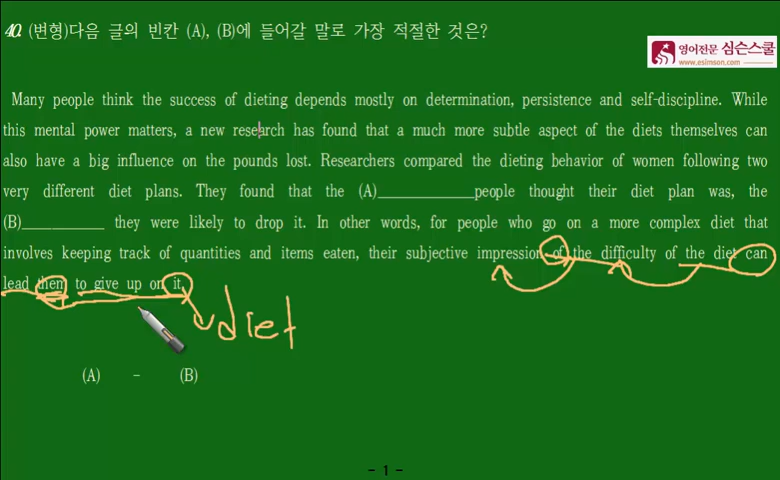 40. (변형)다음 글의 빈칸 (A), (B)에 들어갈 말로 가장 적절한 것은?
영어전문 심슨스쿨
www.esimson.com
Many people think the success of dieting depends mostly on determination, persistence and self-discipline. While
this mental power matters, a new research has found that a much more subtle aspect of the diets themselves can
also have a big influence on the pounds lost. Researchers compared the dieting behavior of women following two
very different diet plans. They found that the (A)____________people thought their diet plan was, the
(B)__________ they were likely to drop it. In other words, for people who go on a more complex diet that
involves keeping track of quantities and items eaten, their subjective impression of the difficulty of the diet can
lead them to give up on it.
diet
(A) - (B)
- 1 -